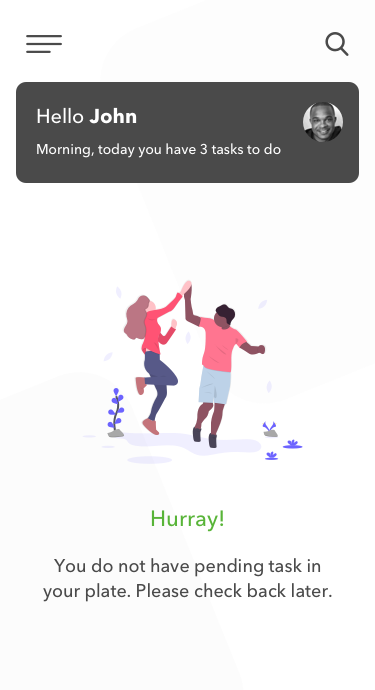 Hello John
Morning, today you have 3 tasks to do
Hurray!
You do not have pending task in
your plate. Please check back later.